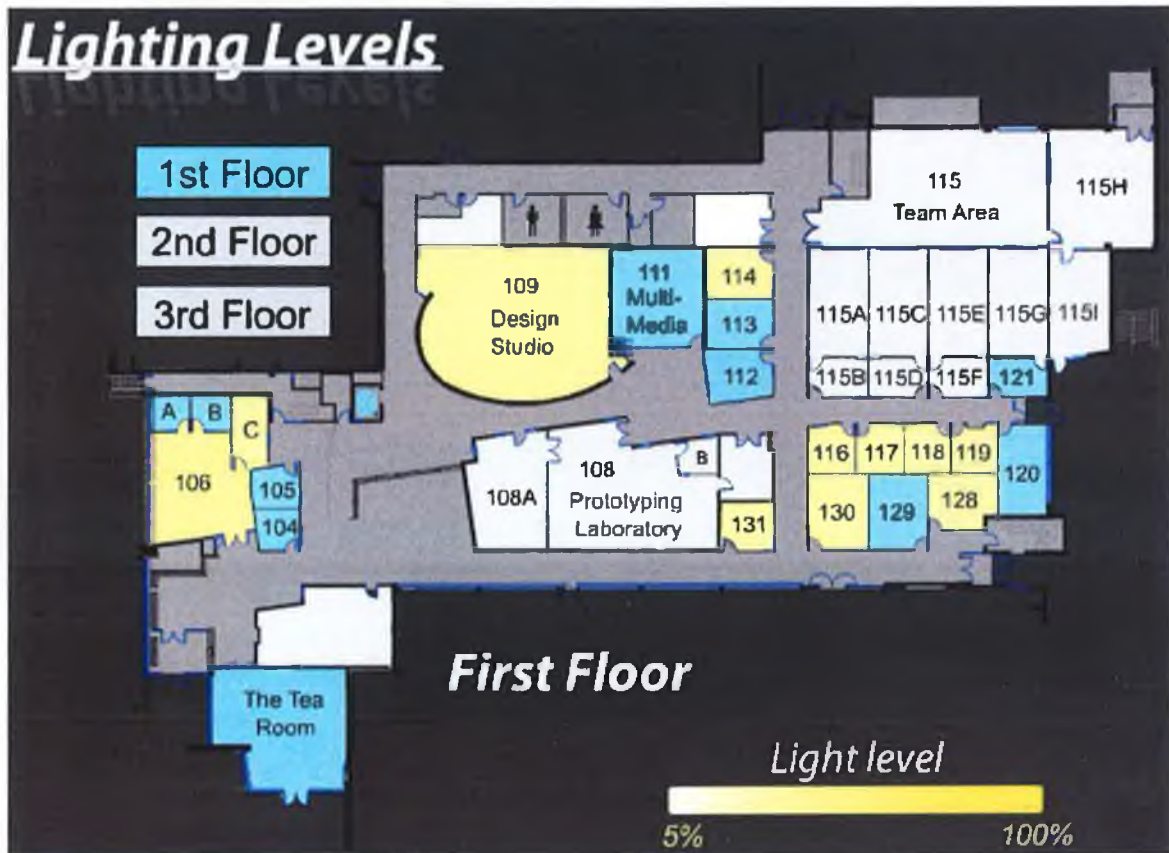 Lighting Levels
1st Floor
2nd Floor
3rd Floor
115
Team Area
115H
109
Design
Studio
111
Multi-
Media
114
113
112
115A
115C
115E
115G
115I
115B
115D
115F
121
A
B
C
106
105
104
108A
108
Prototyping
Laboratory
B
131
116
117
118
119
120
130
129
128
The Tea
Room
First Floor
Light level
5%
100%